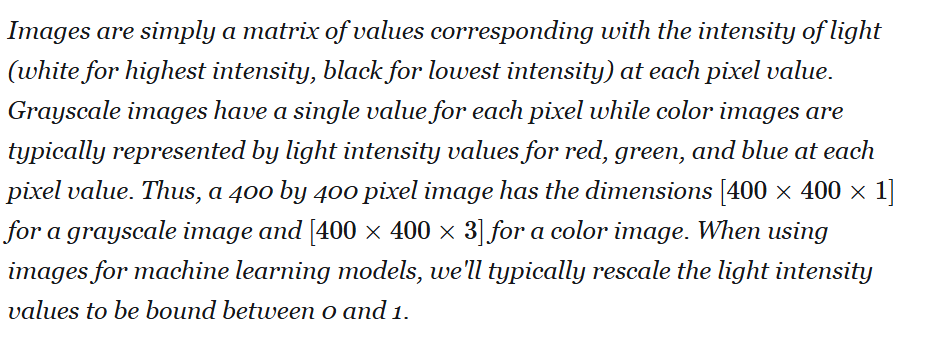 Images are simply a matrix of values corresponding with the intensity of light
(white for highest intensity, black for lowest intensity) at each pixel value.
Grayscale images have a single value for each pixel while color images are
typically represented by light intensity values for red, green, and blue at each
pixel value. Thus, a 400 by 400 pixel image has the dimensions [400 × 400 × 1]
for a grayscale image and [400 × 400 × 3] for a color image. When using
images for machine learning models, we'll typically rescale the light intensity
values to be bound between 0 and 1.